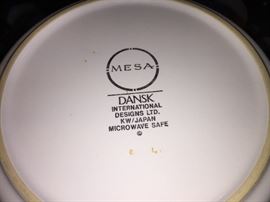 MESA
DANSK
INTERNATIONAL
DESIGNS LTD.
KW/JAPAN
MICROWAVE SAFE
©